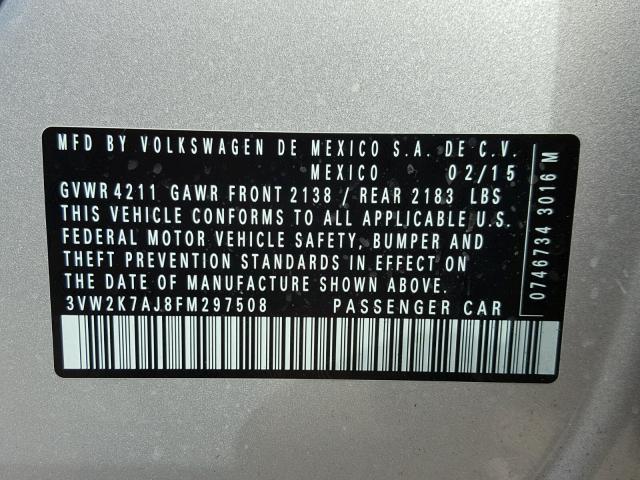 MFD BY VOLKSWAGEN DE MEXICO S.A. DE C.V.
MEXICO 02/15
GVWR 4211 GAWR FRONT 2138 / REAR 2183 LBS
THIS VEHICLE CONFORMS TO ALL APPLICABLE U.S.
FEDERAL MOTOR VEHICLE SAFETY, BUMPER AND
THEFT PREVENTION STANDARDS IN EFFECT ON
THE DATE OF MANUFACTURE SHOWN ABOVE.
3VW2K7AJ8FM297508 PASSENGER CAR
0746734 3016 M